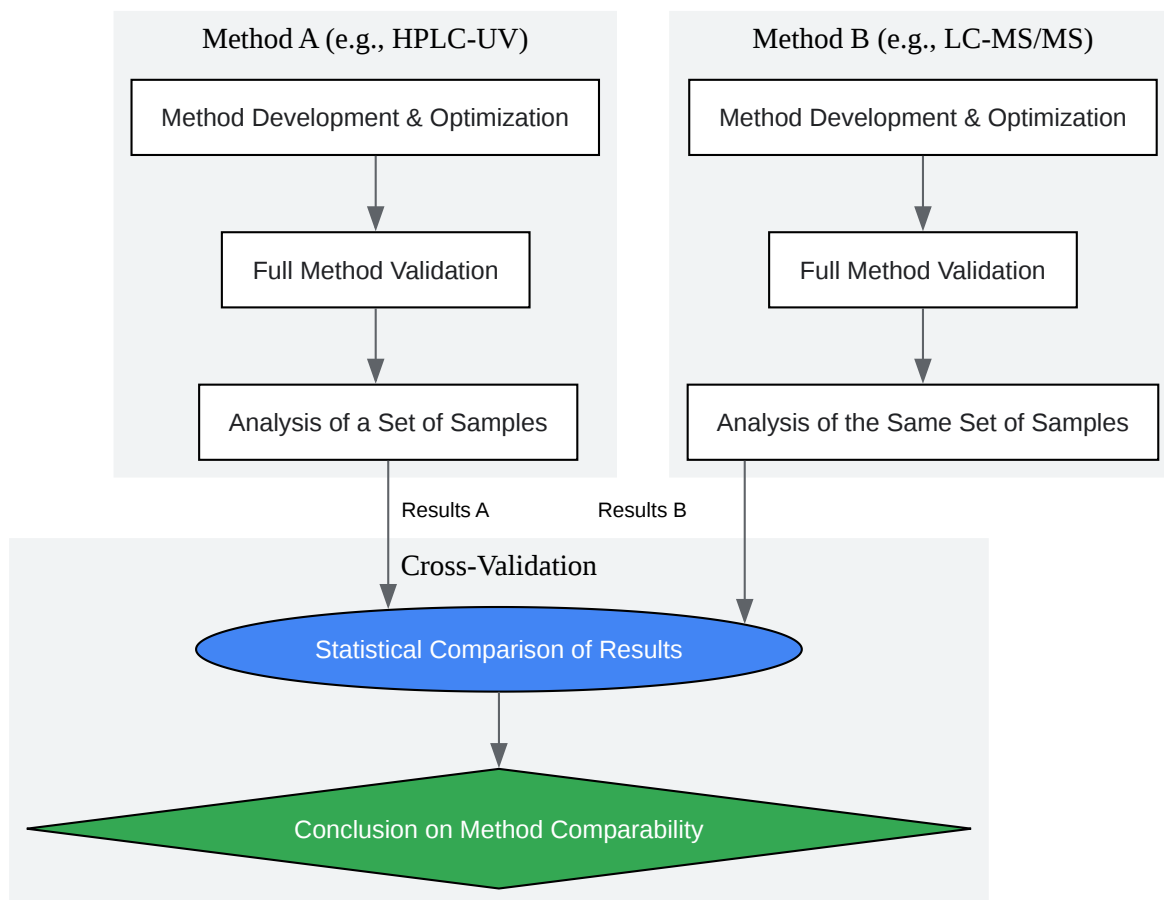 Method A (e.g., HPLC-UV)
Method Development & Optimization
Full Method Validation
Analysis of a Set of Samples
Method B (e.g., LC-MS/MS)
Method Development & Optimization
Full Method Validation
Analysis of the Same Set of Samples
Results A
Results B
Cross-Validation
Statistical Comparison of Results
Conclusion on Method Comparability